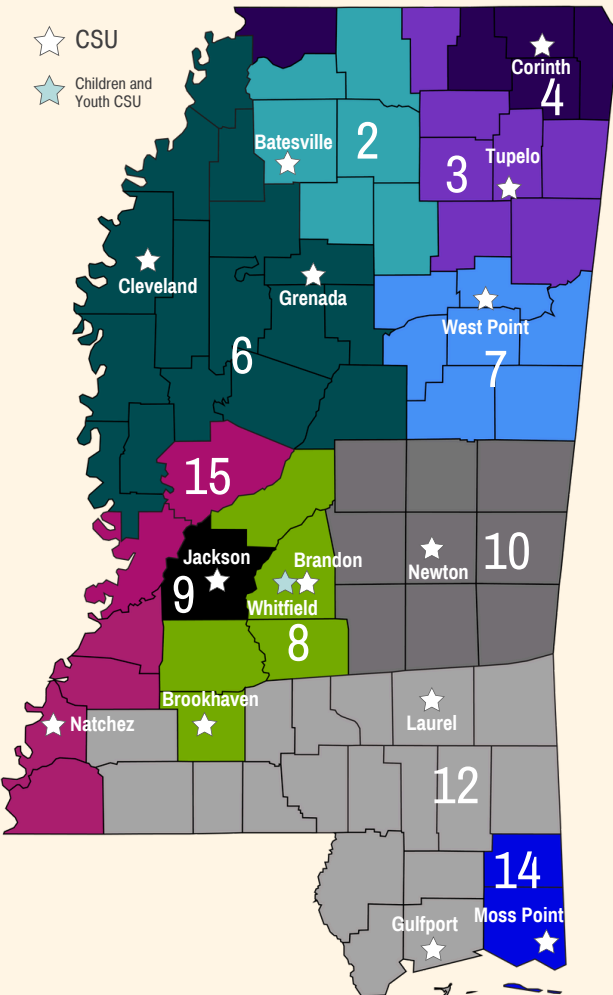 CSU
Children and
Youth CSU
Corinth
4
Batesville
2
Tupelo
3
Cleveland
Grenada
West Point
6
7
15
Jackson
Brandon
Newton
10
9
Whitfield
8
Brookhaven
Natchez
Laurel
12
14
Gulfport
Moss Point